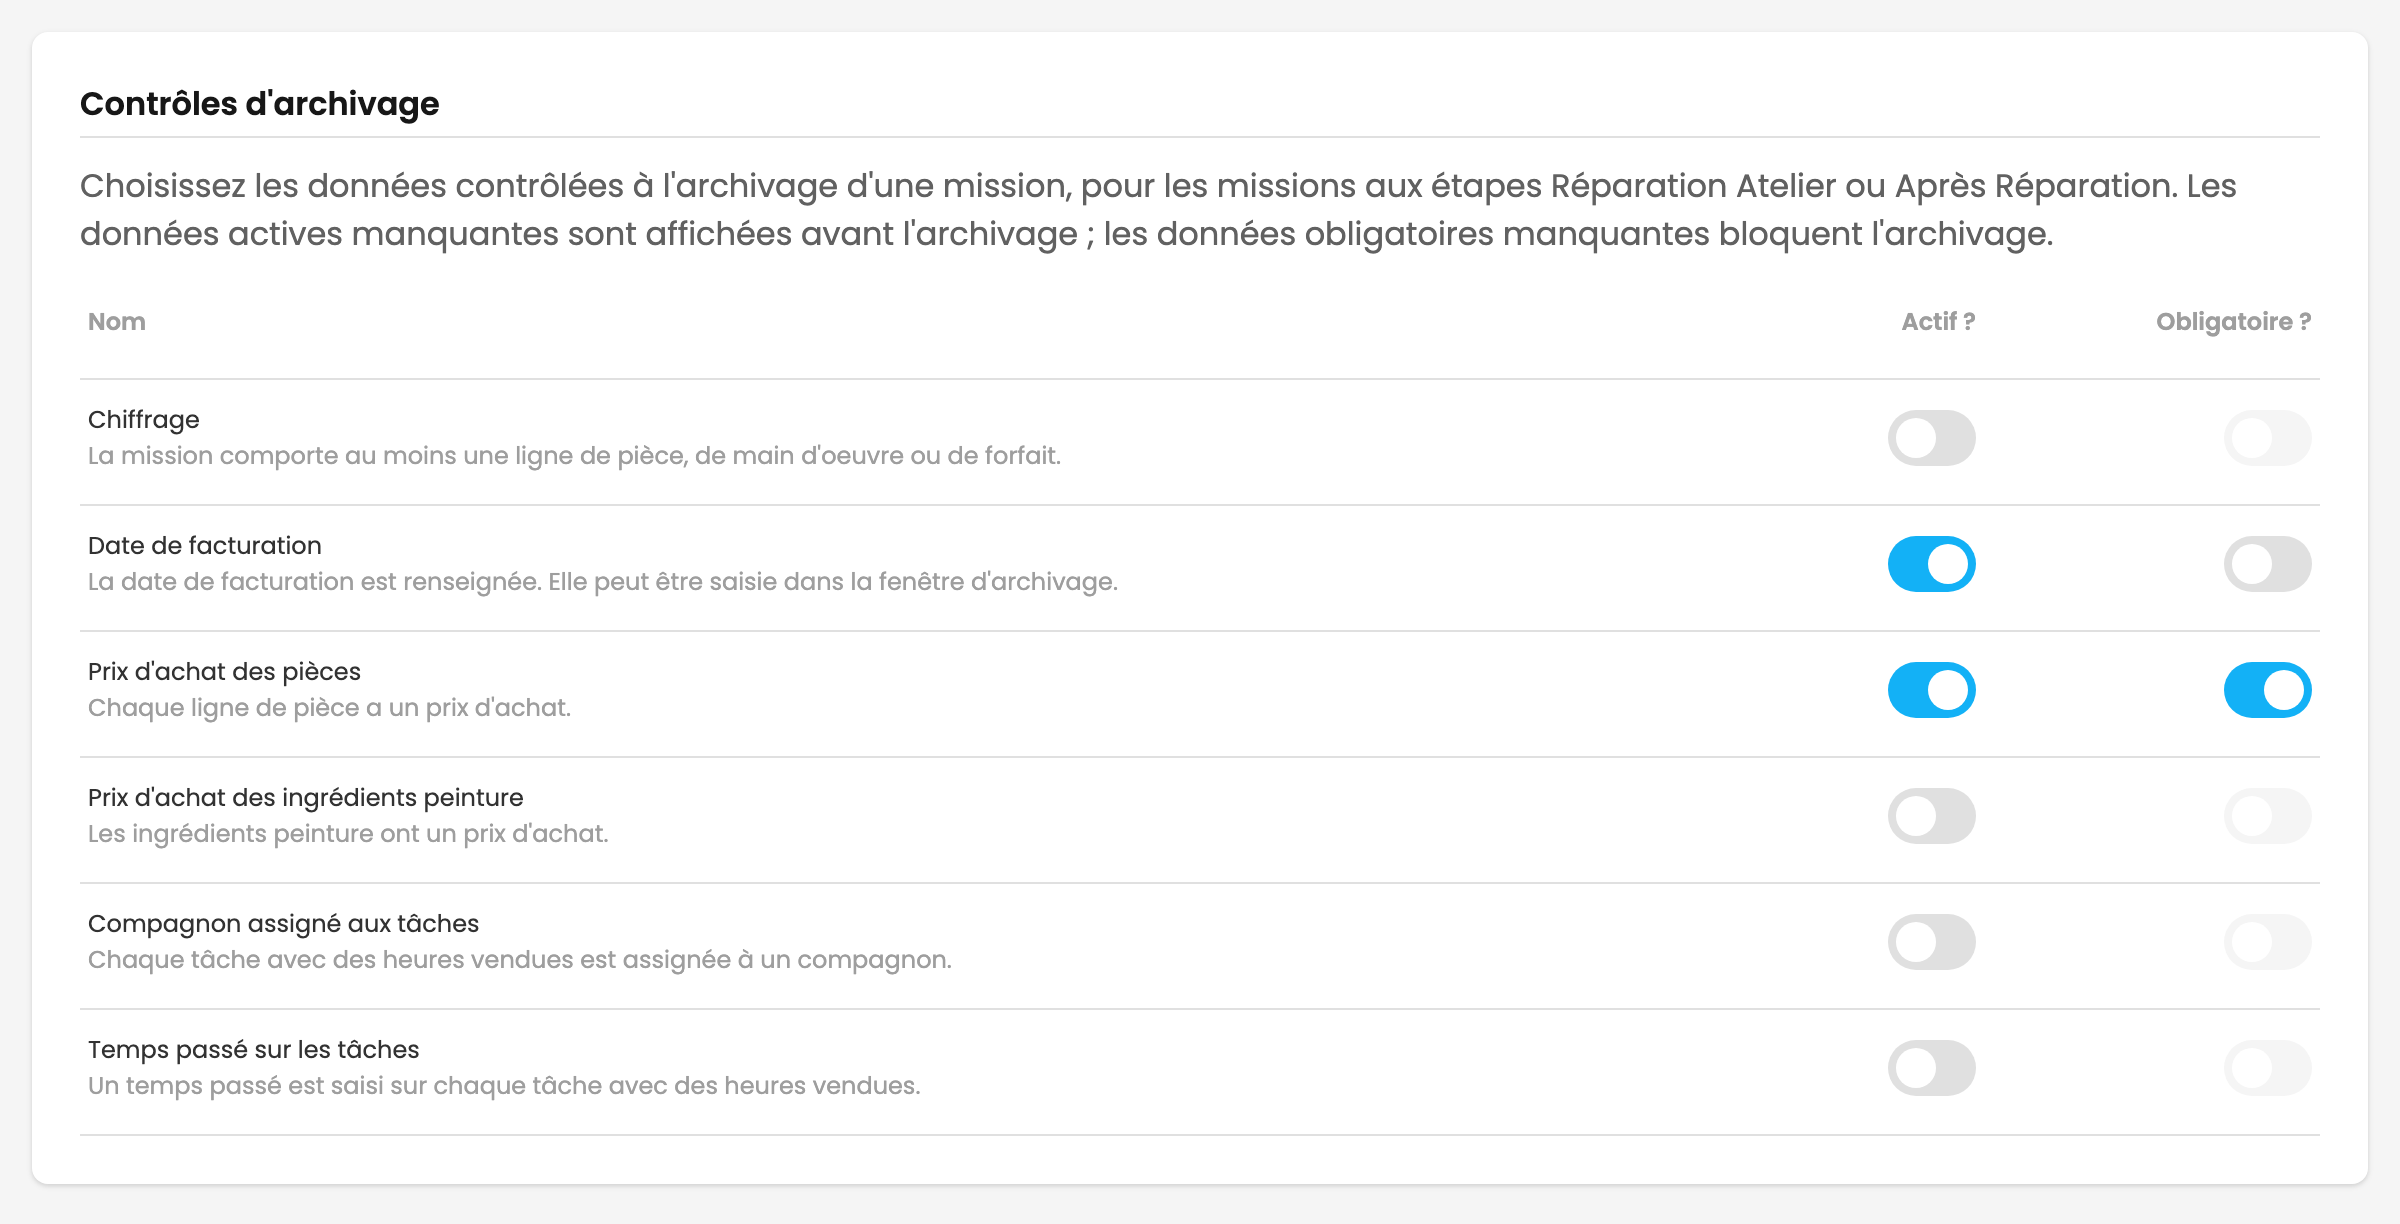 Contrôles d'archivage
Choisissez les données contrôlées à l'archivage d'une mission, pour les missions aux étapes Réparation Atelier ou Après Réparation. Les
données actives manquantes sont affichées avant l'archivage ; les données obligatoires manquantes bloquent l'archivage.
Nom Actif ? Obligatoire ?
Chiffrage
La mission comporte au moins une ligne de pièce, de main d'oeuvre ou de forfait.
Date de facturation
La date de facturation est renseignée. Elle peut être saisie dans la fenêtre d'archivage.
Prix d'achat des pièces
Chaque ligne de pièce a un prix d'achat.
Prix d'achat des ingrédients peinture
Les ingrédients peinture ont un prix d'achat.
Compagnon assigné aux tâches
Chaque tâche avec des heures vendues est assignée à un compagnon.
Temps passé sur les tâches
Un temps passé est saisi sur chaque tâche avec des heures vendues.